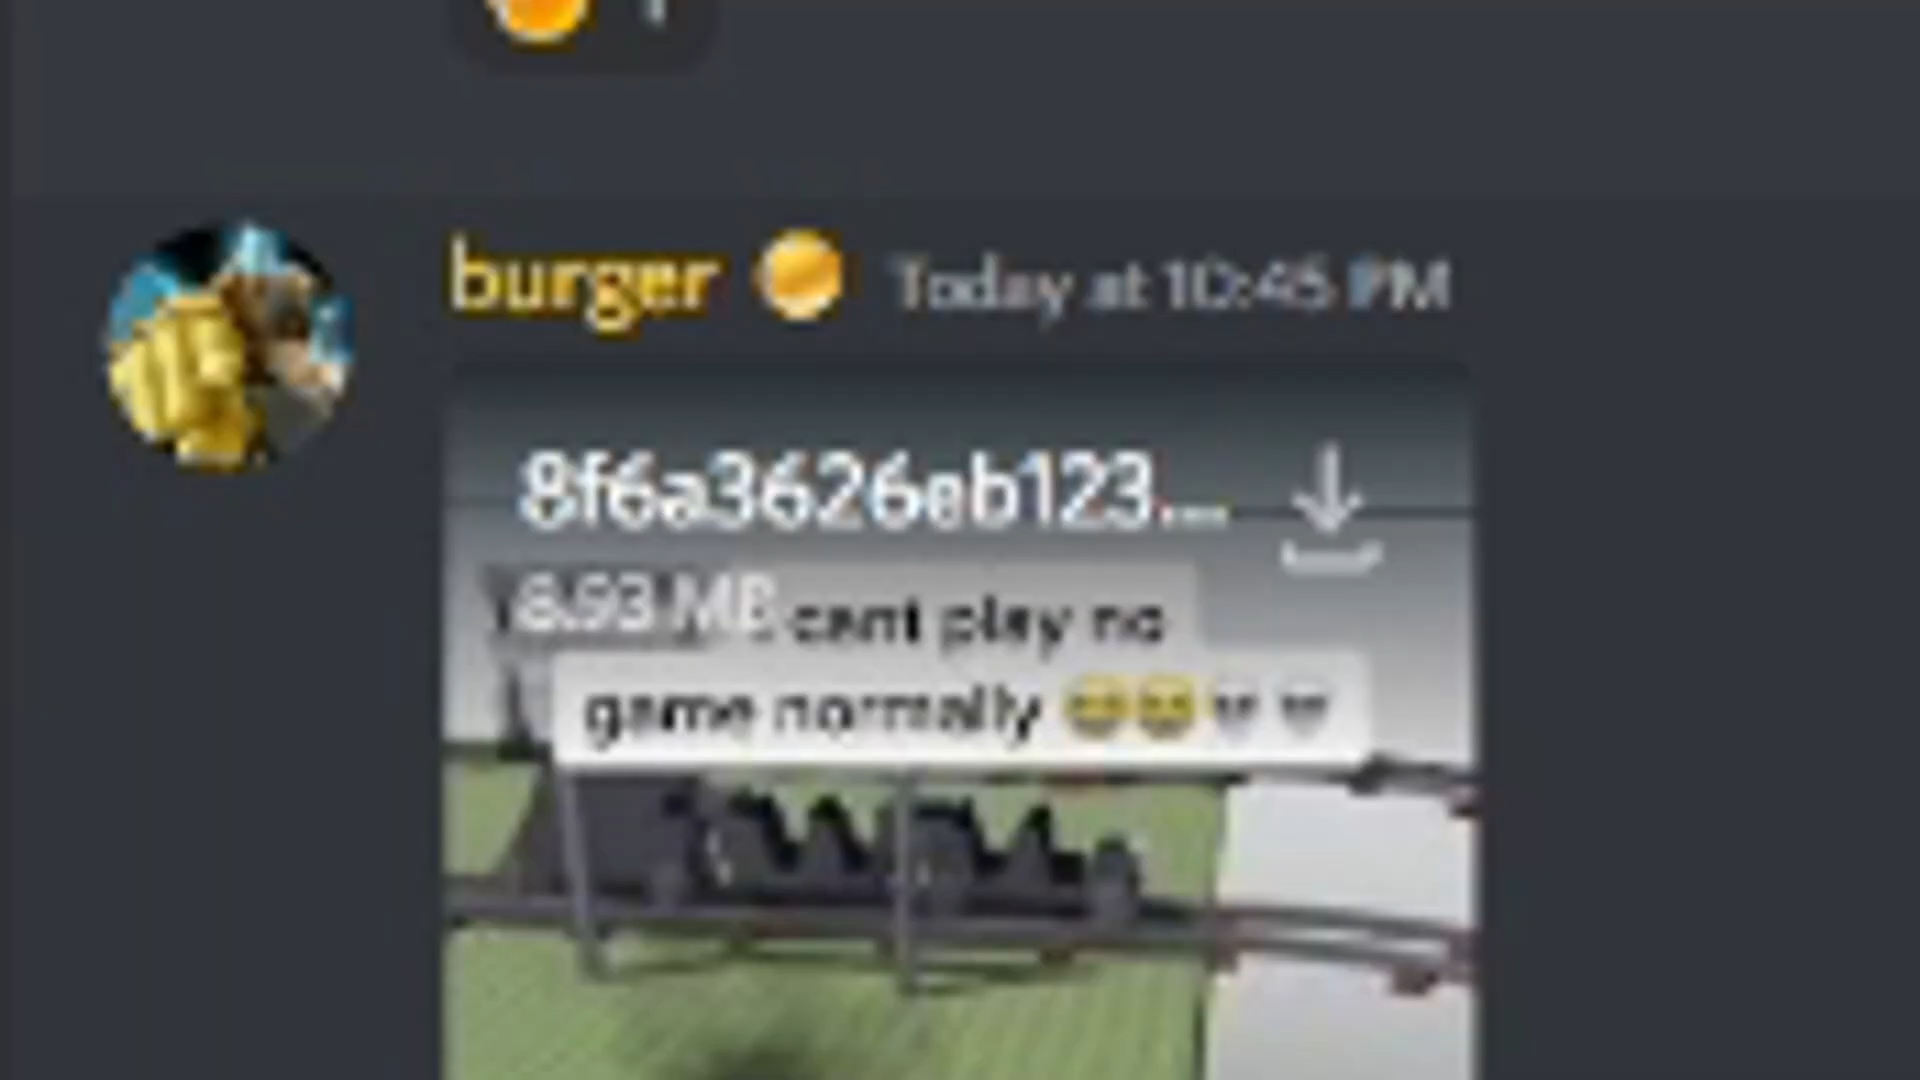 burger Today at 10:45 PM
8f6a3626eb123...
8.93 MB
cant play no
game normally 😂😂💀💀